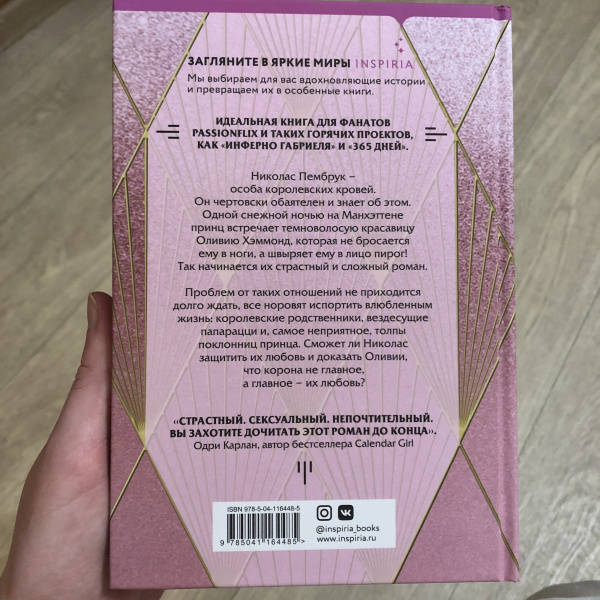 ЗАГЛЯНИТЕ В ЯРКИЕ МИРЫ INSPIRIA
Мы выбираем для вас вдохновляющие истории
и превращаем их в особенные книги.
ИДЕАЛЬНАЯ КНИГА ДЛЯ ФАНАТОВ
PASSIONFLIX И ТАКИХ ГОРЯЧИХ ПРОЕКТОВ,
КАК «ИНФЕРНО ГАБРИЕЛЯ» И «365 ДНЕЙ».
Николас Пембрук –
особа королевских кровей.
Он чертовски обаятелен и знает об этом.
Одной снежной ночью на Манхэттене
принц встречает темноволосую красавицу
Оливию Хэммонд, которая не бросается
ему в ноги, а швыряет ему в лицо пирог!
Так начинается их страстный и сложный роман.
Проблем от таких отношений не приходится
долго ждать, все норовят испортить влюбленным
жизнь: королевские родственники, вездесущие
папарацци и, самое неприятное, толпы
поклонниц принца. Сможет ли Николас
защитить их любовь и доказать Оливии,
что корона не главное,
а главное – их любовь?
«СТРАСТНЫЙ. СЕКСУАЛЬНЫЙ. НЕПОЧТИТЕЛЬНЫЙ.
ВЫ ЗАХОТИТЕ ДОЧИТАТЬ ЭТОТ РОМАН ДО КОНЦА».
Одри Карлан, автор бестселлера Calendar Girl
ISBN 978-5-04-116448-5
9 785041 164485 >
@inspiria_books
www.inspiria.ru